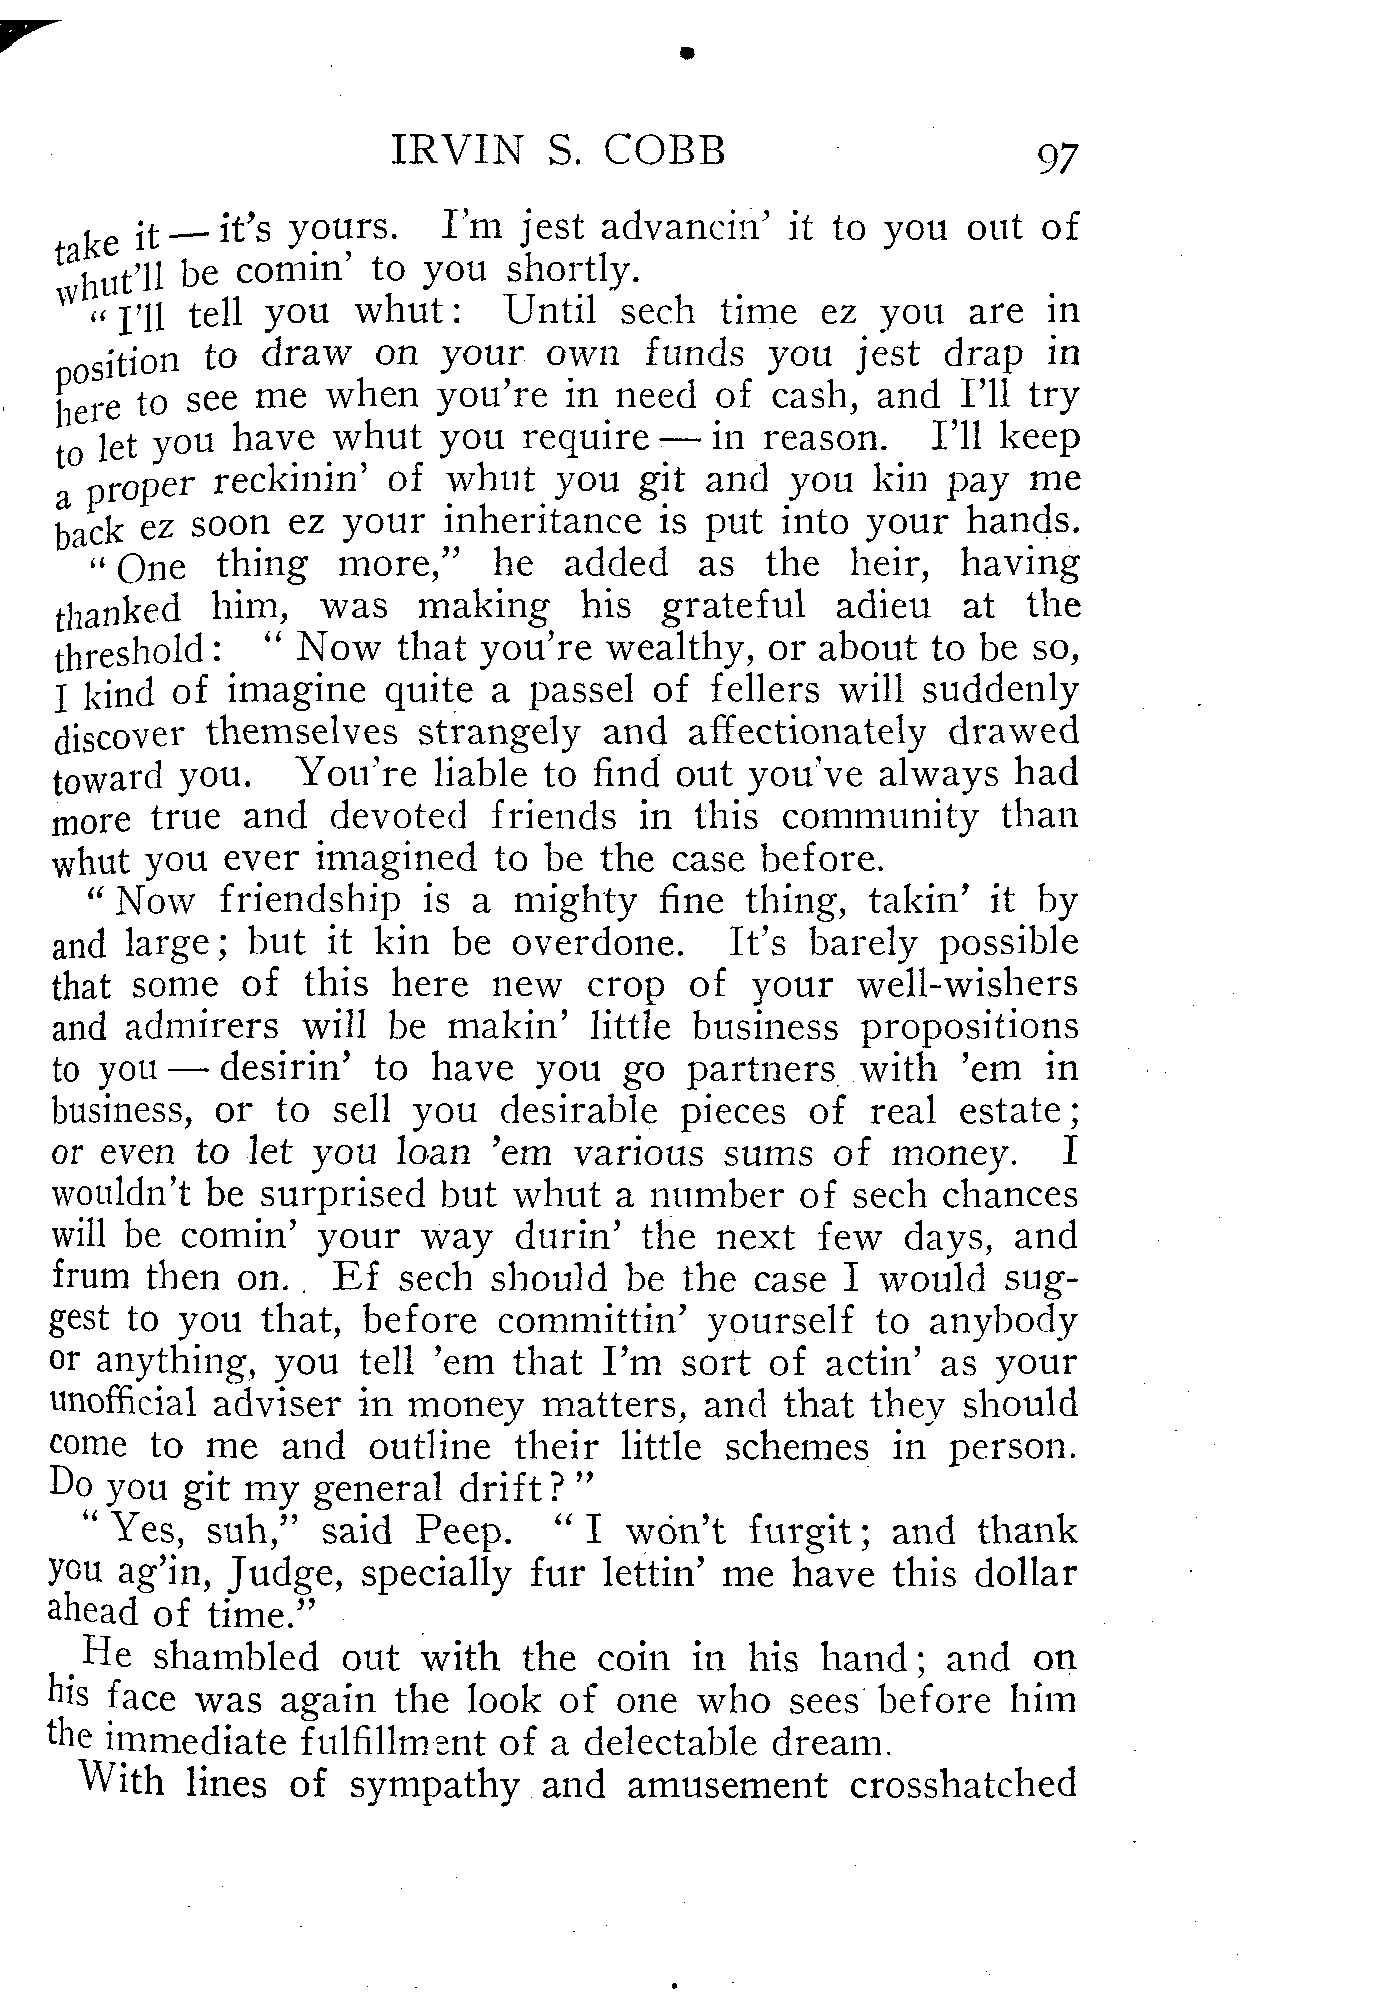 IRVIN S. COBB 97
take it — it's yours. I'm jest advancin' it to you out of
whut'll be comin' to you shortly.
“ I'll tell you whut: Until sech time ez you are in
position to draw on your own funds you jest drap in
here to see me when you're in need of cash, and I'll try
to let you have whut you require — in reason. I'll keep
a proper reckinin' of whut you git and you kin pay me
back ez soon ez your inheritance is put into your hands.
“ One thing more,” he added as the heir, having
thanked him, was making his grateful adieu at the
threshold: “ Now that you're wealthy, or about to be so,
I kind of imagine quite a passel of fellers will suddenly
discover themselves strangely and affectionately drawed
toward you. You're liable to find out you've always had
more true and devoted friends in this community than
whut you ever imagined to be the case before.
“ Now friendship is a mighty fine thing, takin' it by
and large; but it kin be overdone. It's barely possible
that some of this here new crop of your well-wishers
and admirers will be makin' little business propositions
to you — desirin' to have you go partners with 'em in
business, or to sell you desirable pieces of real estate;
or even to let you loan 'em various sums of money. I
wouldn't be surprised but whut a number of sech chances
will be comin' your way durin' the next few days, and
frum then on. Ef sech should be the case I would sug-
gest to you that, before committin' yourself to anybody
or anything, you tell 'em that I'm sort of actin' as your
unofficial adviser in money matters, and that they should
come to me and outline their little schemes in person.
Do you git my general drift? ”
“ Yes, suh,” said Peep. “ I won't furgit; and thank
you ag'in, Judge, specially fur lettin' me have this dollar
ahead of time.”
He shambled out with the coin in his hand; and on
his face was again the look of one who sees before him
the immediate fulfillment of a delectable dream.
With lines of sympathy and amusement crosshatched